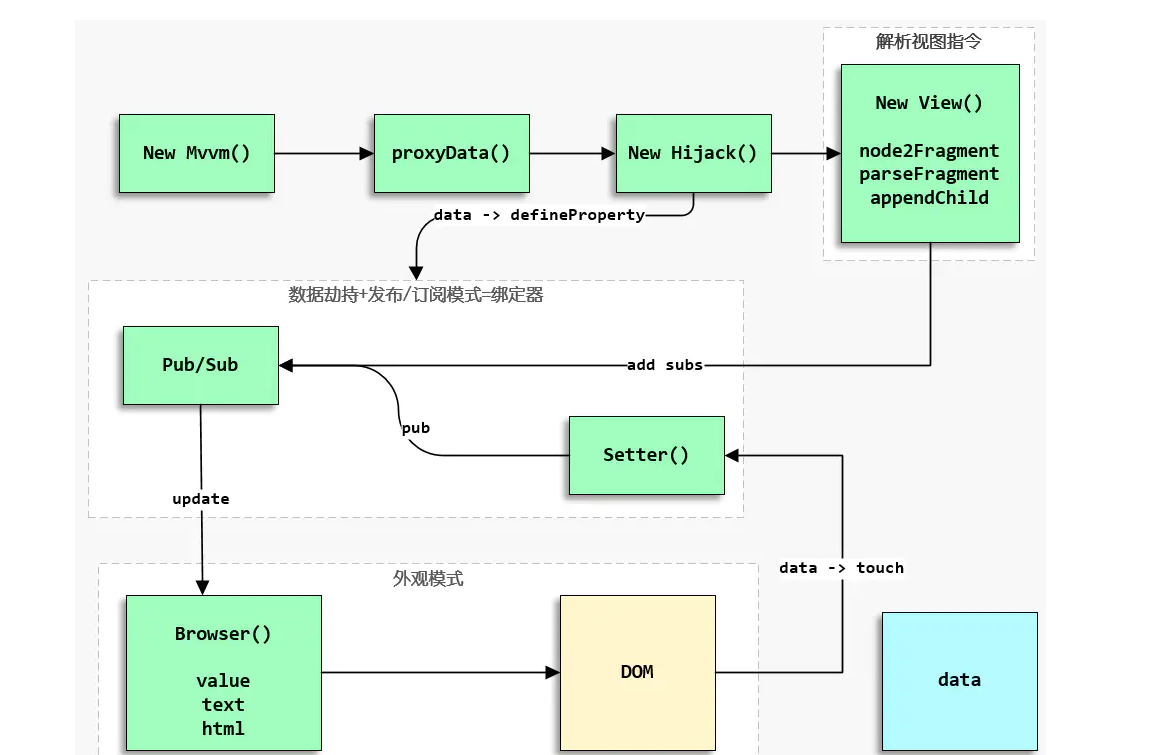 解析视图指令
New View()
node2Fragment
parseFragment
appendChild
New Mvvm()
proxyData()
New Hijack()
data -> defineProperty
数据劫持+发布/订阅模式=绑定器
Pub/Sub
add subs
pub
Setter()
update
data -> touch
外观模式
Browser()
value
text
html
DOM
data